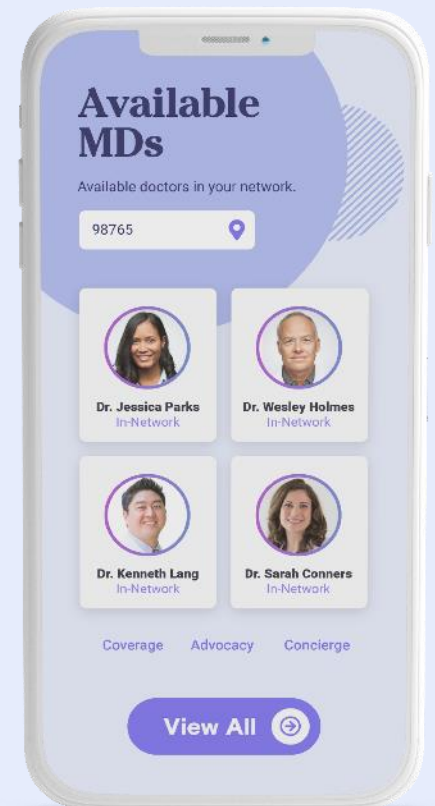 Available
MDs
Available doctors in your network.
98765
Dr. Jessica Parks
In-Network
Dr. Wesley Holmes
In-Network
Dr. Kenneth Lang
In-Network
Dr. Sarah Conners
In-Network
Coverage Advocacy Concierge
View All